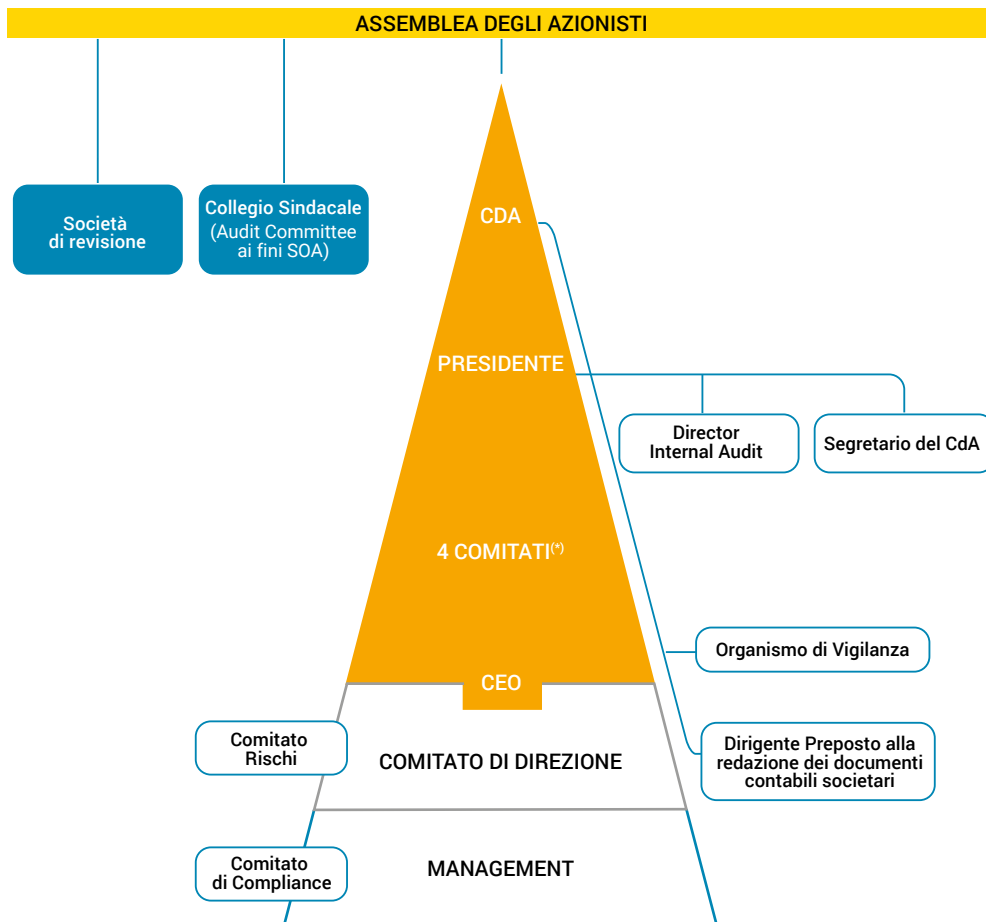 ASSEMBLEA DEGLI AZIONISTI
Società
di revisione
Collegio Sindacale
(Audit Committee
ai fini SOA)
CDA
PRESIDENTE
Director
Internal Audit
Segretario del CdA
4 COMITATI(*)
Organismo di Vigilanza
CEO
Comitato
Rischi
COMITATO DI DIREZIONE
Dirigente Preposto alla
redazione dei documenti
contabili societari
Comitato
di Compliance
MANAGEMENT